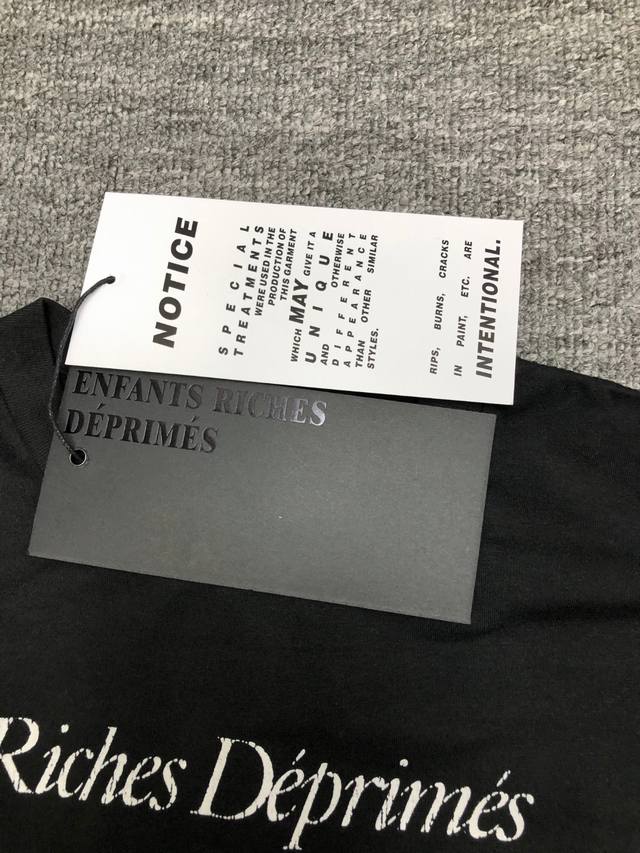 NOTICE
SPECIAL
TREATMENTS
WERE USED IN THE
PRODUCTION OF
THIS GARMENT
WHICH MAY GIVE IT A
UNIQUE
AND OTHERWISE
DIFFERENT
APPEARANCE
THAN OTHER SIMILAR
STYLES.
RIPS, BURNS, CRACKS
IN PAINT, ETC. ARE
INTENTIONAL.
ENFANTS RICHES
DÉPRIMÉS
Riches Déprimés